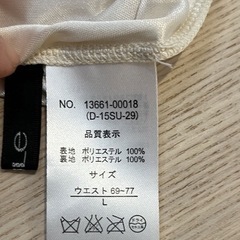 NO. 13661-00018
(D-15SU-29)
品質表示
表地 ポリエステル 100%
裏地 ポリエステル 100%
サイズ
ウエスト 69~77
L